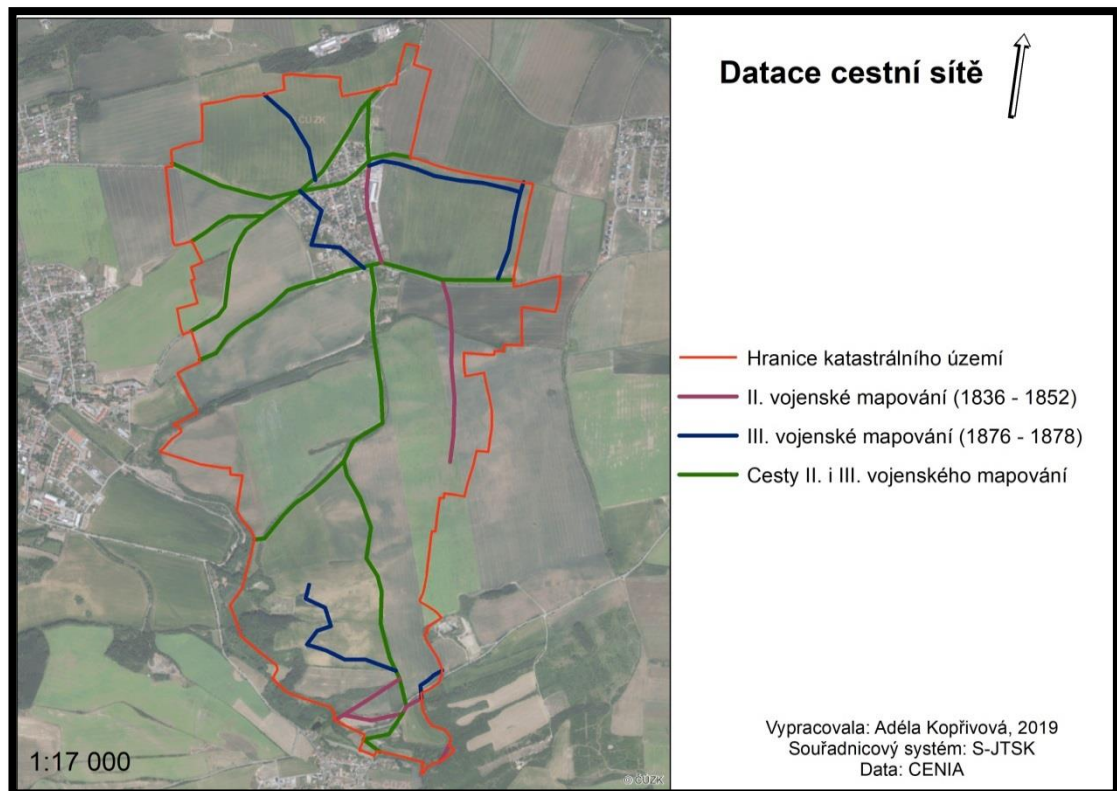 Datace cestní sítě
ČÚZK
Hranice katastrálního území
II. vojenské mapování (1836 - 1852)
III. vojenské mapování (1876 - 1878)
Cesty II. i III. vojenského mapování
1:17 000
© ČÚZK
Vypracovala: Adéla Kopřivová, 2019
Souřadnicový systém: S-JTSK
Data: CENIA